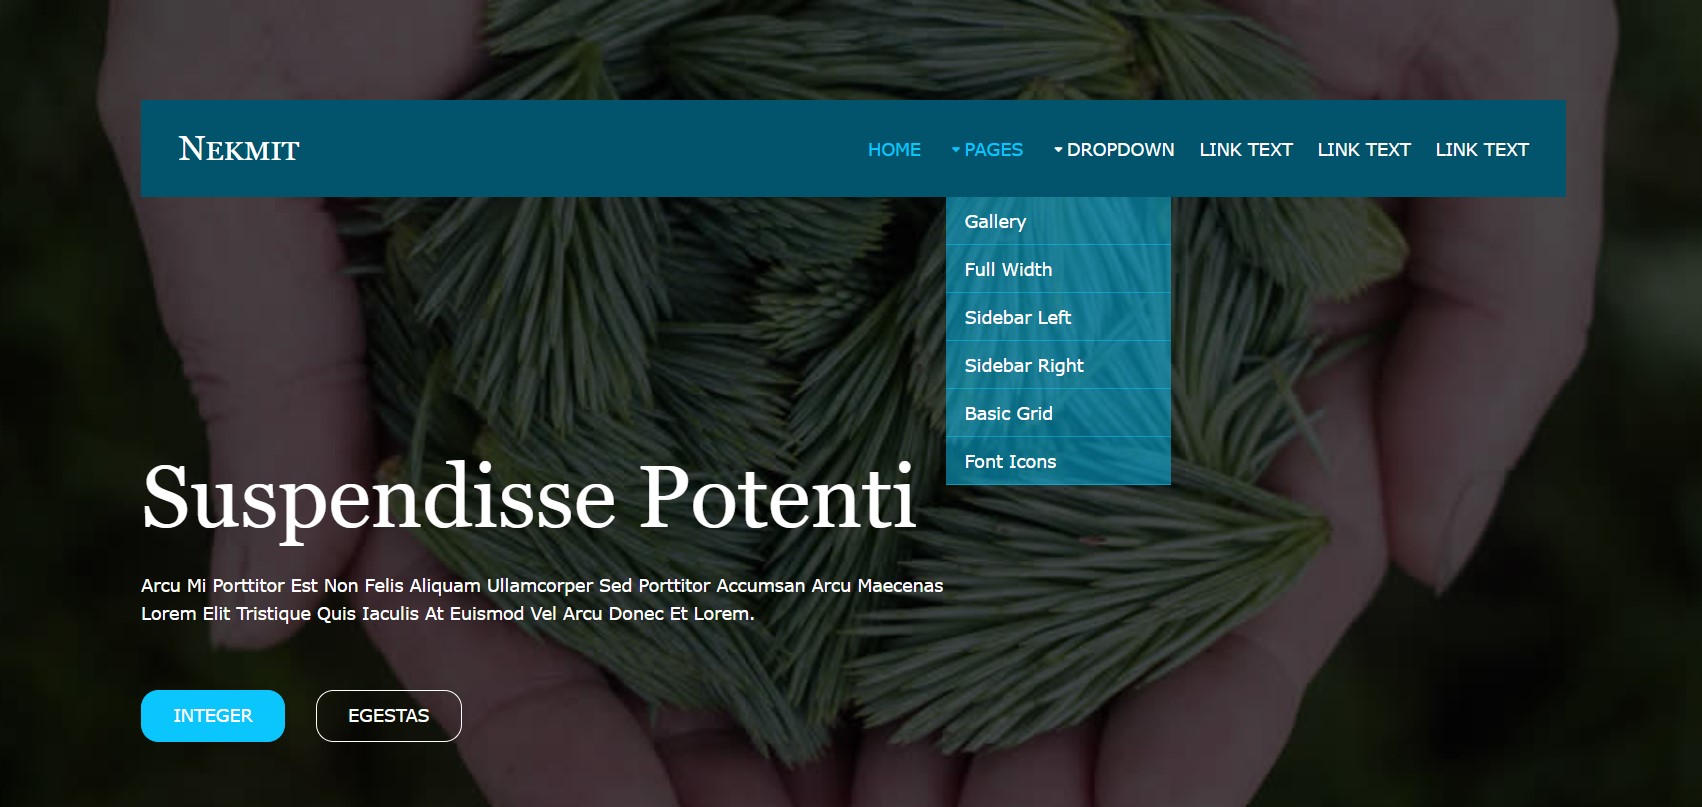 Nekmit
HOME PAGES DROPDOWN LINK TEXT LINK TEXT LINK TEXT
Gallery
Full Width
Sidebar Left
Sidebar Right
Basic Grid
Font Icons
Suspendisse Potenti
Arcu Mi Porttitor Est Non Felis Aliquam Ullamcorper Sed Porttitor Accumsan Arcu Maecenas
Lorem Elit Tristique Quis Iaculis At Euismod Vel Arcu Donec Et Lorem.
INTEGER EGESTAS